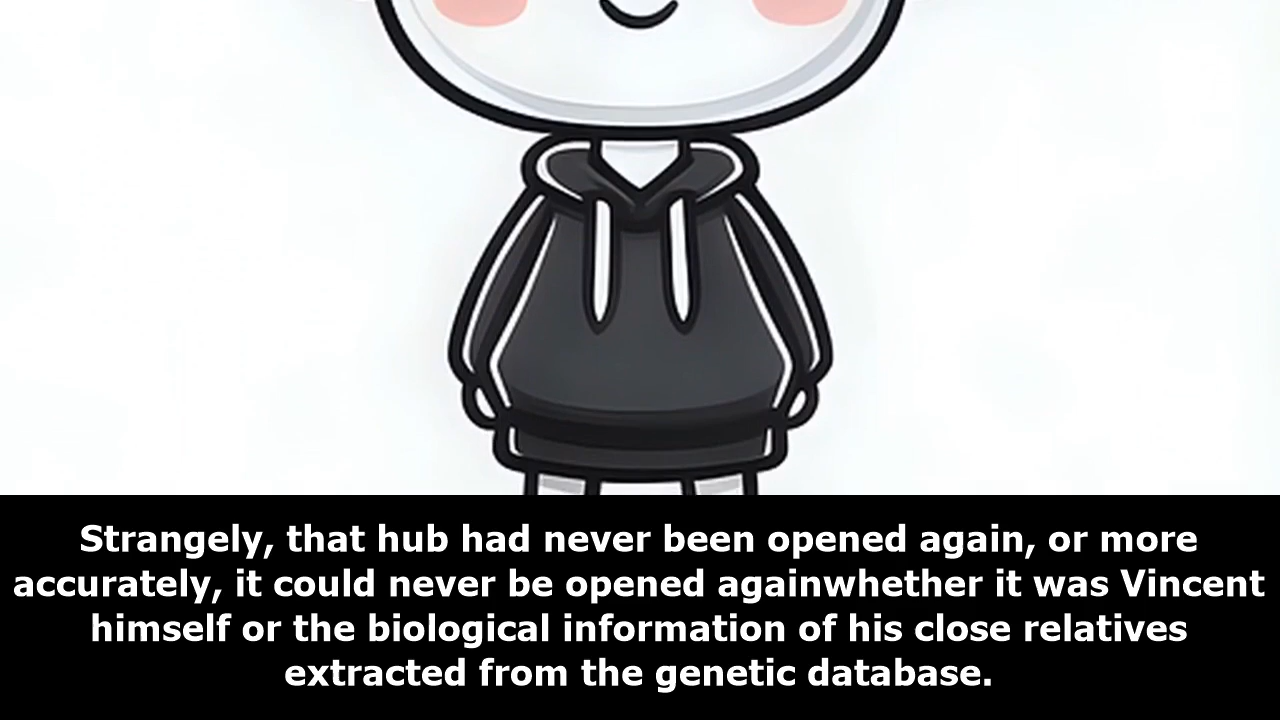 Strangely, that hub had never been opened again, or more
accurately, it could never be opened againwhether it was Vincent
himself or the biological information of his close relatives
extracted from the genetic database.